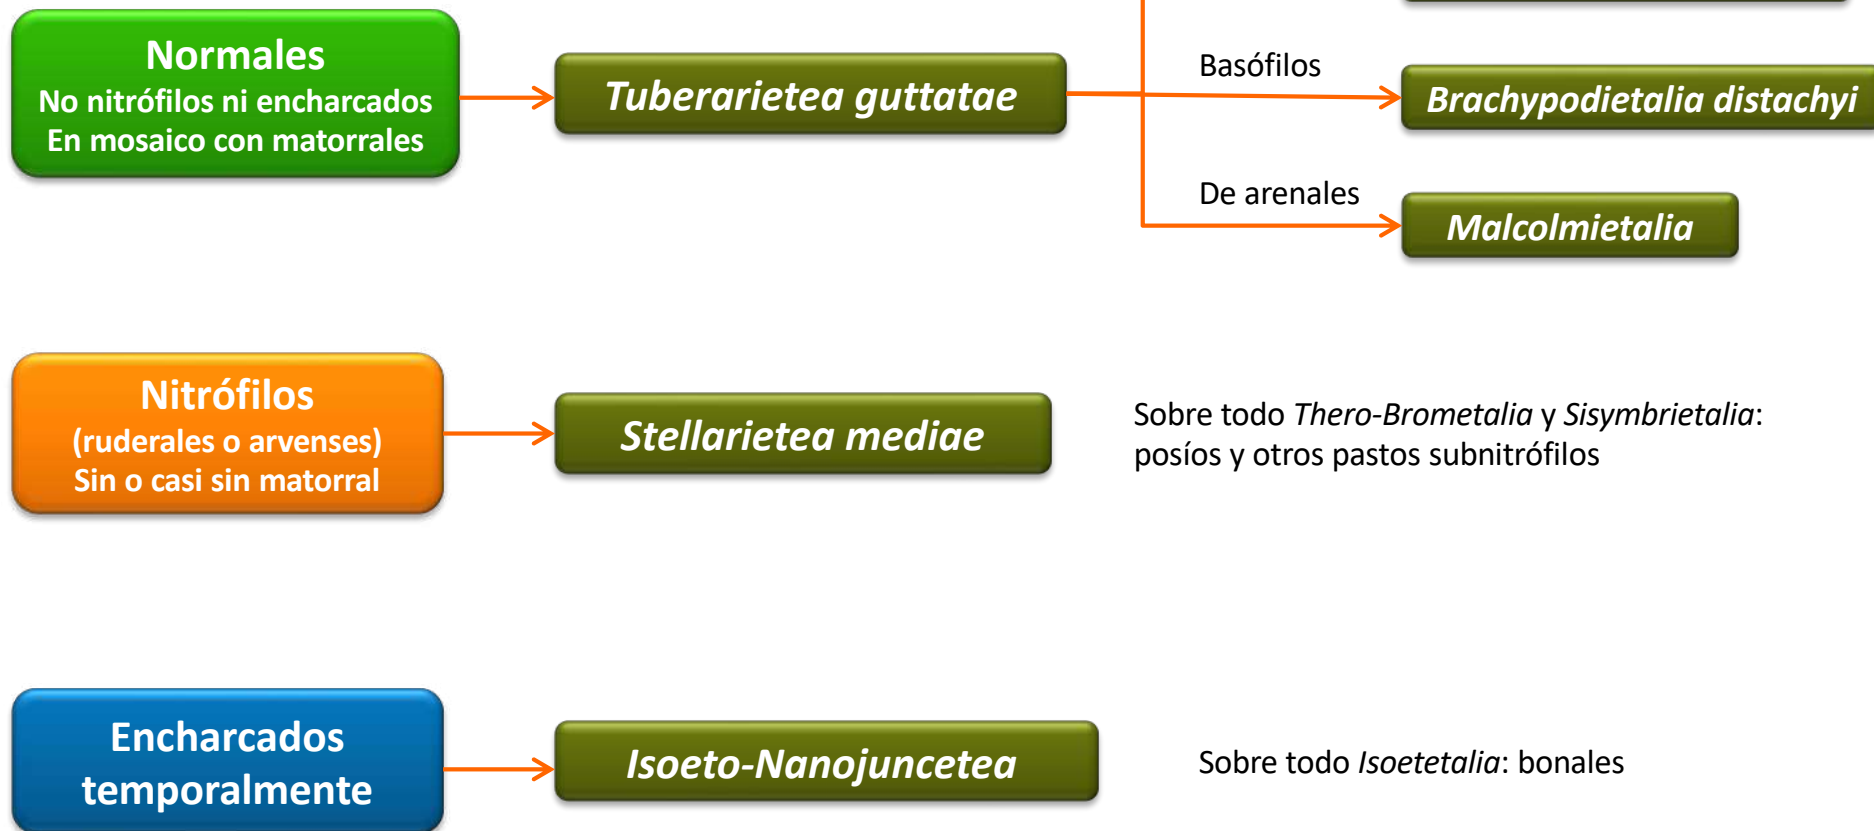 Normales
No nitrófilos ni encharcados
En mosaico con matorrales
Tuberarietea guttatae
Basófilos
Brachypodietalia distachyi
De arenales
Malcolmietalia
Nitrófilos
(ruderales o arvenses)
Sin o casi sin matorral
Stellarietea mediae
Sobre todo Thero-Brometalia y Sisymbrietalia:
posíos y otros pastos subnitrófilos
Encharcados
temporalmente
Isoeto-Nanojuncetea
Sobre todo Isoetetalia: bonales